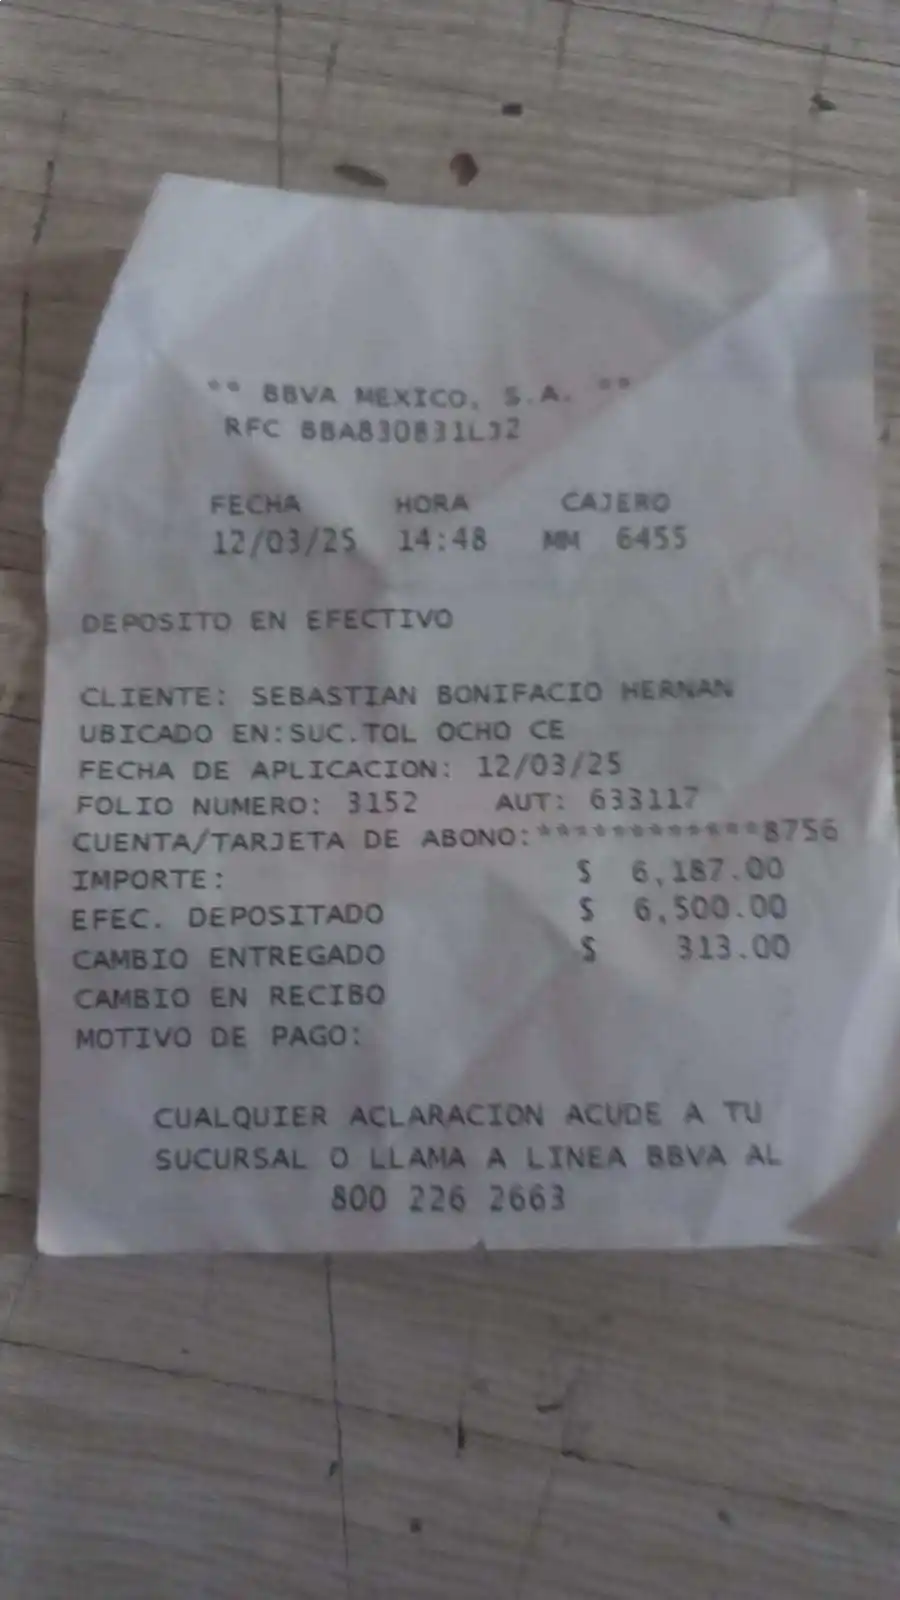 ** BBVA MEXICO, S.A. **
RFC BBA830831LJ2
FECHA HORA CAJERO
12/03/25 14:48 MM 6455
DEPOSITO EN EFECTIVO
CLIENTE: SEBASTIAN BONIFACIO HERNAN
UBICADO EN:SUC.TOL OCHO CE
FECHA DE APLICACION: 12/03/25
FOLIO NUMERO: 3152 AUT: 633117
CUENTA/TARJETA DE ABONO:************8756
IMPORTE: $ 6,187.00
EFEC. DEPOSITADO $ 6,500.00
CAMBIO ENTREGADO $ 313.00
CAMBIO EN RECIBO
MOTIVO DE PAGO:
CUALQUIER ACLARACION ACUDE A TU
SUCURSAL O LLAMA A LINEA BBVA AL
800 226 2663